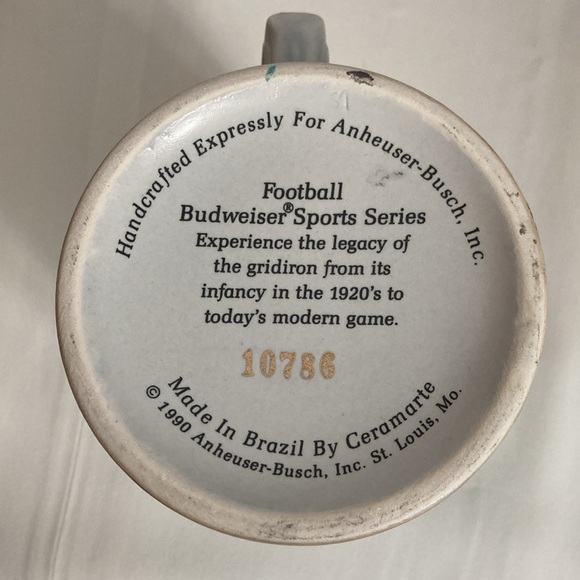 Handcrafted Expressly For Anheuser-Busch, Inc.
Football
Budweiser® Sports Series
Experience the legacy of
the gridiron from its
infancy in the 1920's to
today's modern game.
10786
Made In Brazil By Ceramarte
© 1990 Anheuser-Busch, Inc. St. Louis, Mo.